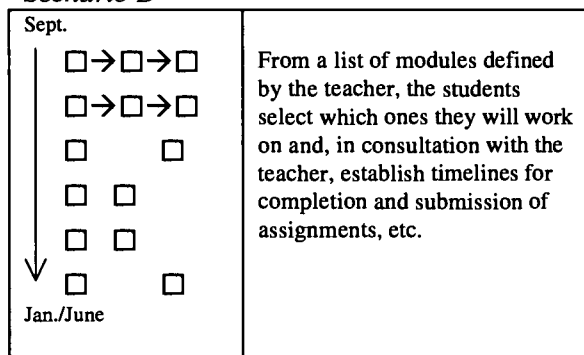 Sept.
Jan./June
From a list of modules defined
by the teacher, the students
select which ones they will work
on and, in consultation with the
teacher, establish timelines for
completion and submission of
assignments, etc.